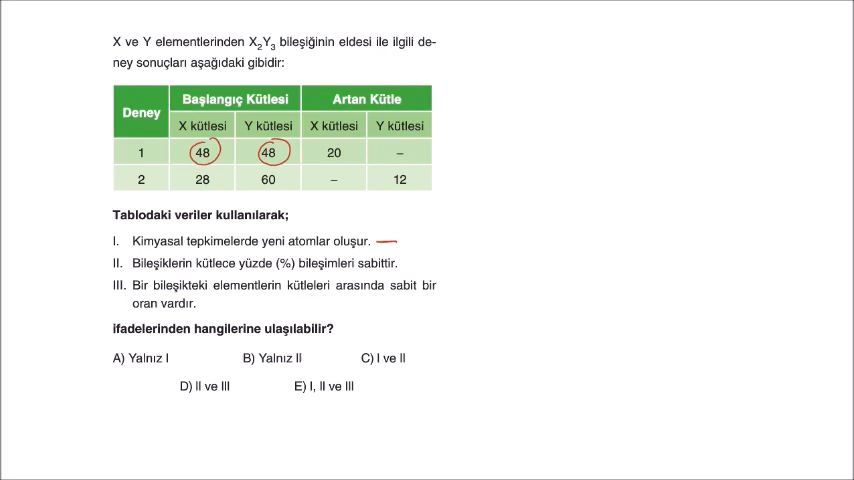 X ve Y elementlerinden X₂Y₃ bileşiğinin eldesi ile ilgili de-
ney sonuçları aşağıdaki gibidir:
Deney Başlangıç Kütlesi Artan Kütle
X kütlesi Y kütlesi X kütlesi Y kütlesi
1 48 48 20 –
2 28 60 – 12
Tablodaki veriler kullanılarak;
I. Kimyasal tepkimelerde yeni atomlar oluşur.
II. Bileşiklerin kütlece yüzde (%) bileşimleri sabittir.
III. Bir bileşikteki elementlerin kütleleri arasında sabit bir
oran vardır.
ifadelerinden hangilerine ulaşılabilir?
A) Yalnız I B) Yalnız II C) I ve II
D) II ve III E) I, II ve III